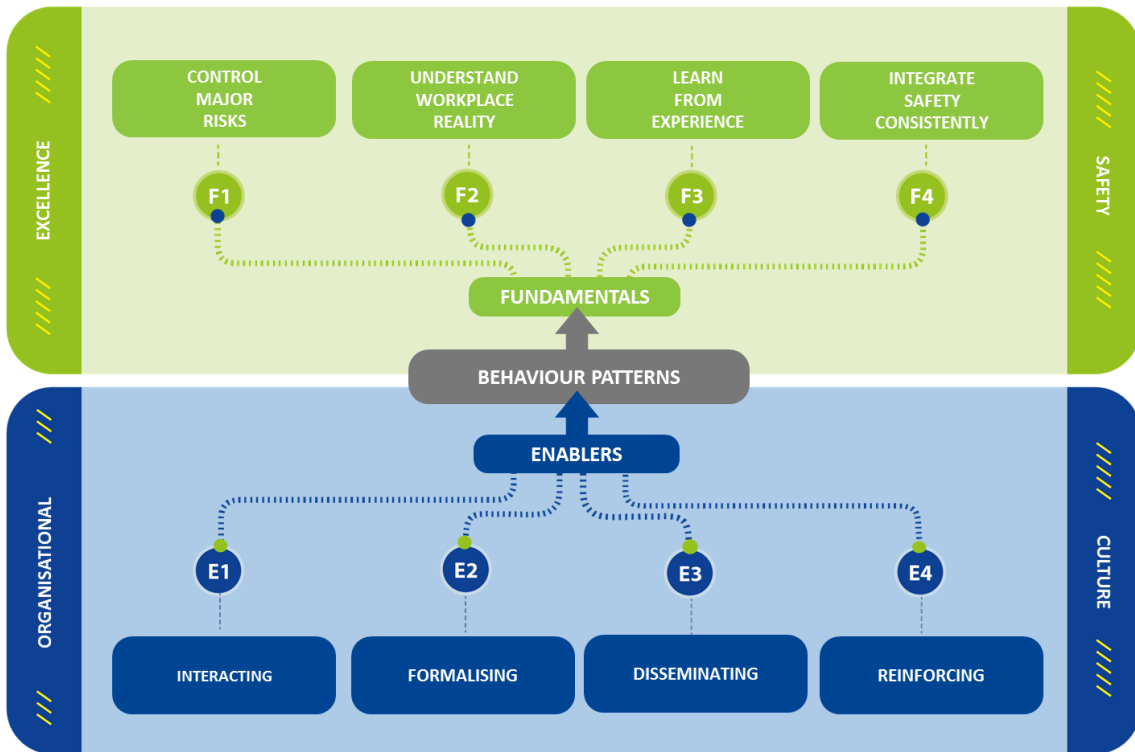 EXCELLENCE
SAFETY
CONTROL
MAJOR
RISKS
UNDERSTAND
WORKPLACE
REALITY
LEARN
FROM
EXPERIENCE
INTEGRATE
SAFETY
CONSISTENTLY
F1
F2
F3
F4
FUNDAMENTALS
BEHAVIOUR PATTERNS
ORGANISATIONAL
CULTURE
ENABLERS
E1
E2
E3
E4
INTERACTING
FORMALISING
DISSEMINATING
REINFORCING